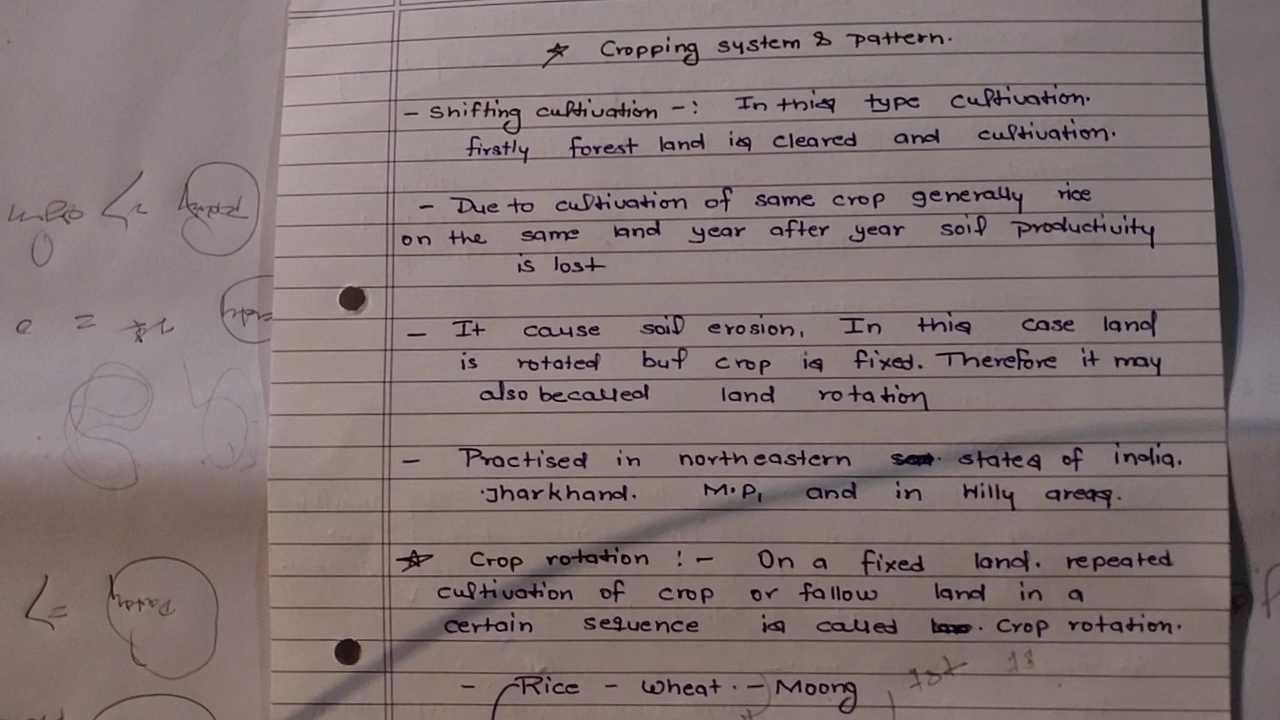 ☆ Cropping system & pattern.
- Shifting cultivation -: In this type cultivation.
firstly forest land is cleared and cultivation.
- Due to cultivation of same crop generally rice
on the same land year after year soil productivity
is lost
- It cause soil erosion, In this case land
is rotated but crop is fixed. Therefore it may
also becalled land rotation
- Practised in northeastern states of india.
Jharkhand. M.P, and in Hilly areas.
☆ Crop rotation :- On a fixed land. repeated
cultivation of crop or fallow land in a
certain sequence is called Crop rotation.
- Rice - Wheat - Moong